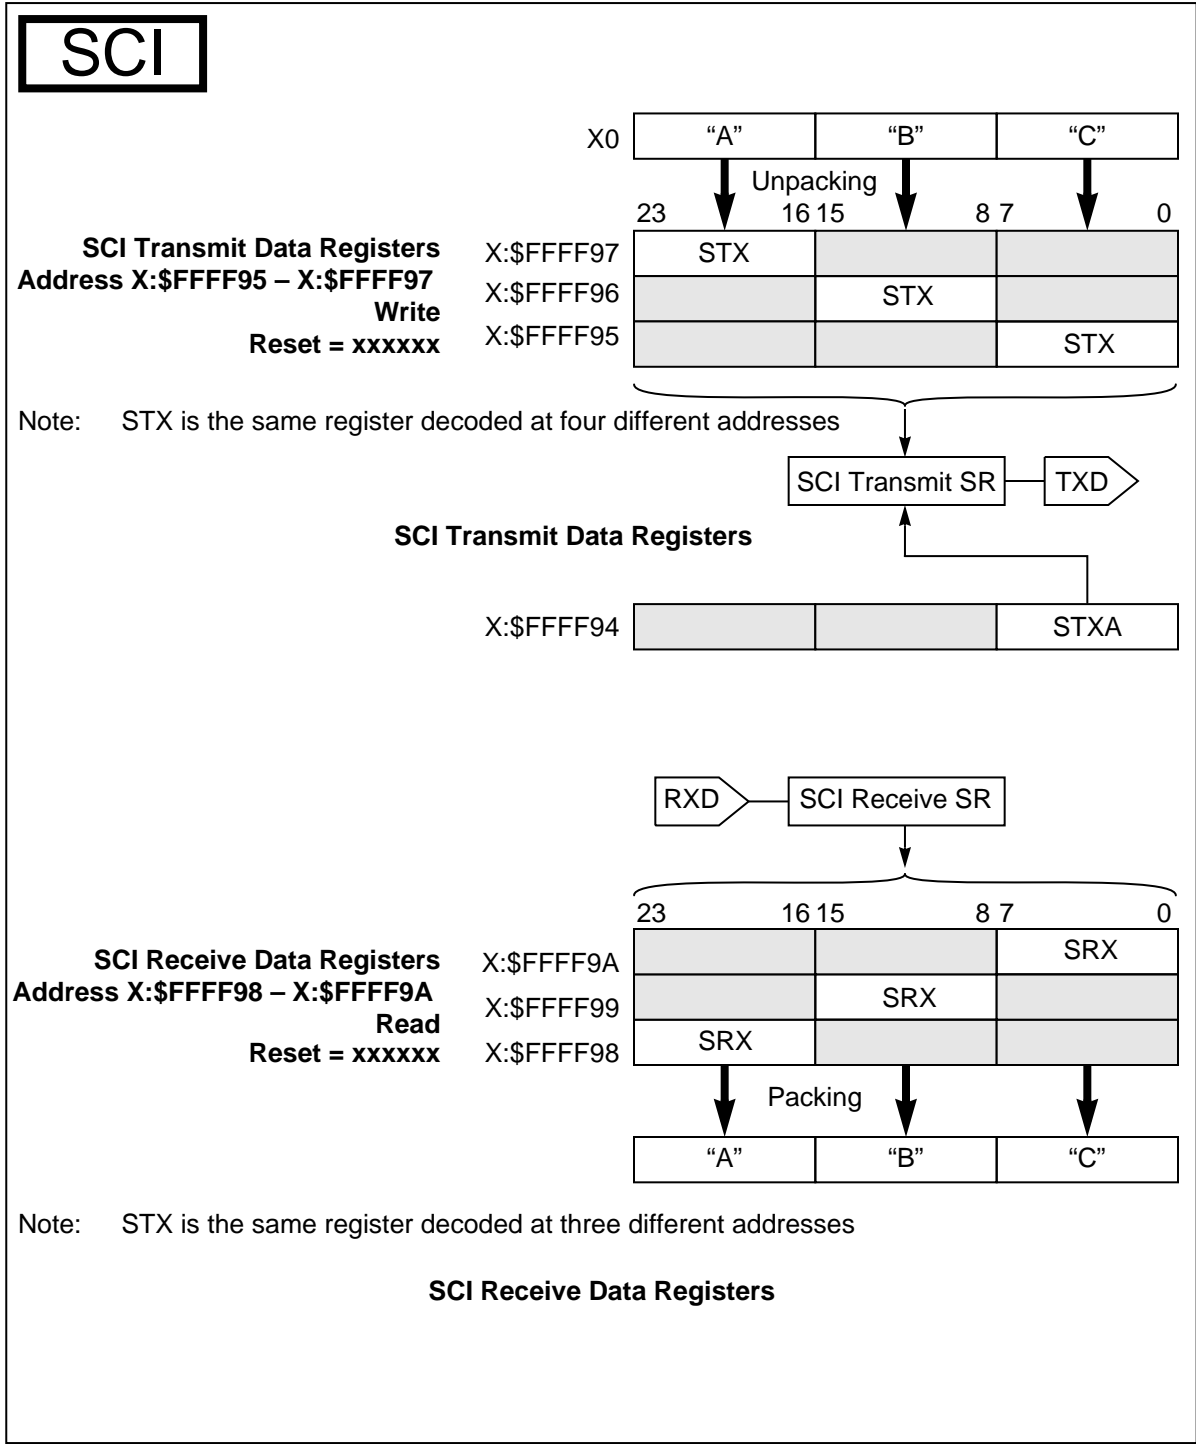 SCI
X0 “A” “B” “C”
Unpacking
23 16 15 8 7 0
SCI Transmit Data Registers X:$FFFF97 STX
Address X:$FFFF95 – X:$FFFF97 X:$FFFF96 STX
Write
Reset = xxxxxx X:$FFFF95 STX
Note: STX is the same register decoded at four different addresses
SCI Transmit SR TXD
SCI Transmit Data Registers
X:$FFFF94 STXA
RXD SCI Receive SR
23 16 15 8 7 0
SCI Receive Data Registers X:$FFFF9A SRX
Address X:$FFFF98 – X:$FFFF9A X:$FFFF99 SRX
Read
Reset = xxxxxx X:$FFFF98 SRX
Packing
“A” “B” “C”
Note: STX is the same register decoded at three different addresses
SCI Receive Data Registers